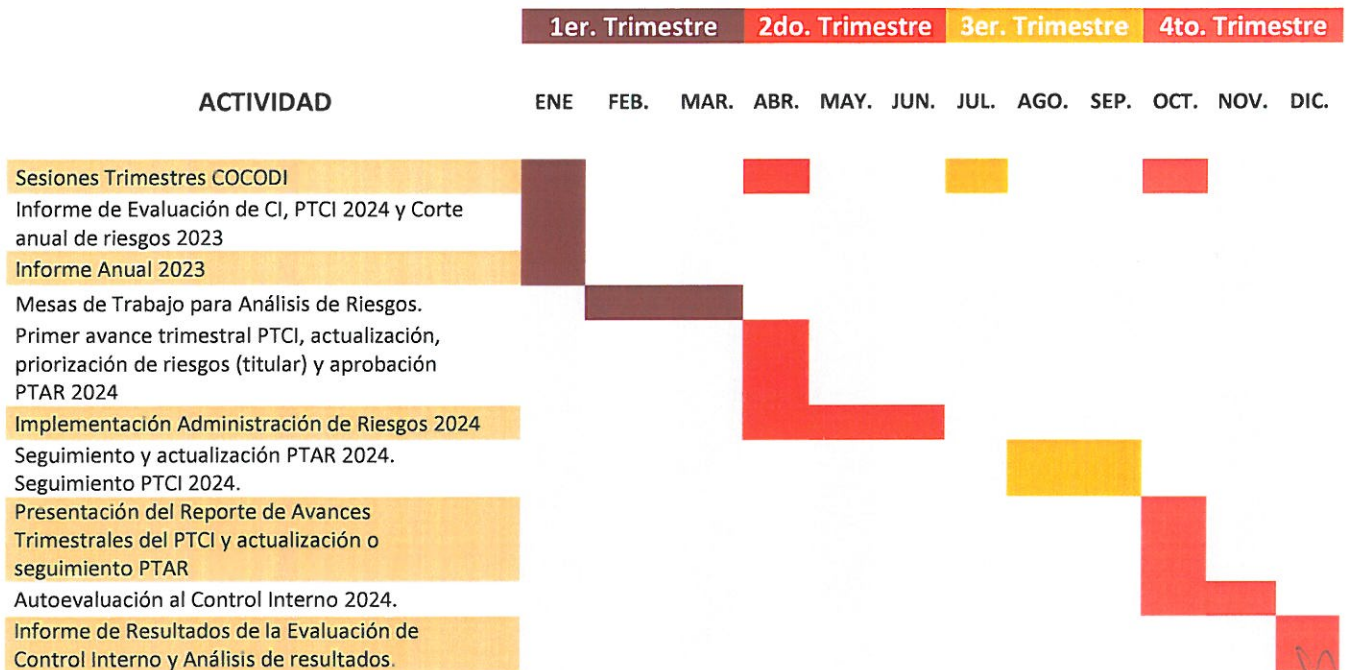 1er. Trimestre 2do. Trimestre 3er. Trimestre 4to. Trimestre
ACTIVIDAD ENE FEB. MAR. ABR. MAY. JUN. JUL. AGO. SEP. OCT. NOV. DIC.
Sesiones Trimestres COCODI
Informe de Evaluación de CI, PTCI 2024 y Corte
anual de riesgos 2023
Informe Anual 2023
Mesas de Trabajo para Análisis de Riesgos.
Primer avance trimestral PTCI, actualización,
priorización de riesgos (titular) y aprobación
PTAR 2024
Implementación Administración de Riesgos 2024
Seguimiento y actualización PTAR 2024.
Seguimiento PTCI 2024.
Presentación del Reporte de Avances
Trimestrales del PTCI y actualización o
seguimiento PTAR
Autoevaluación al Control Interno 2024.
Informe de Resultados de la Evaluación de
Control Interno y Análisis de resultados.